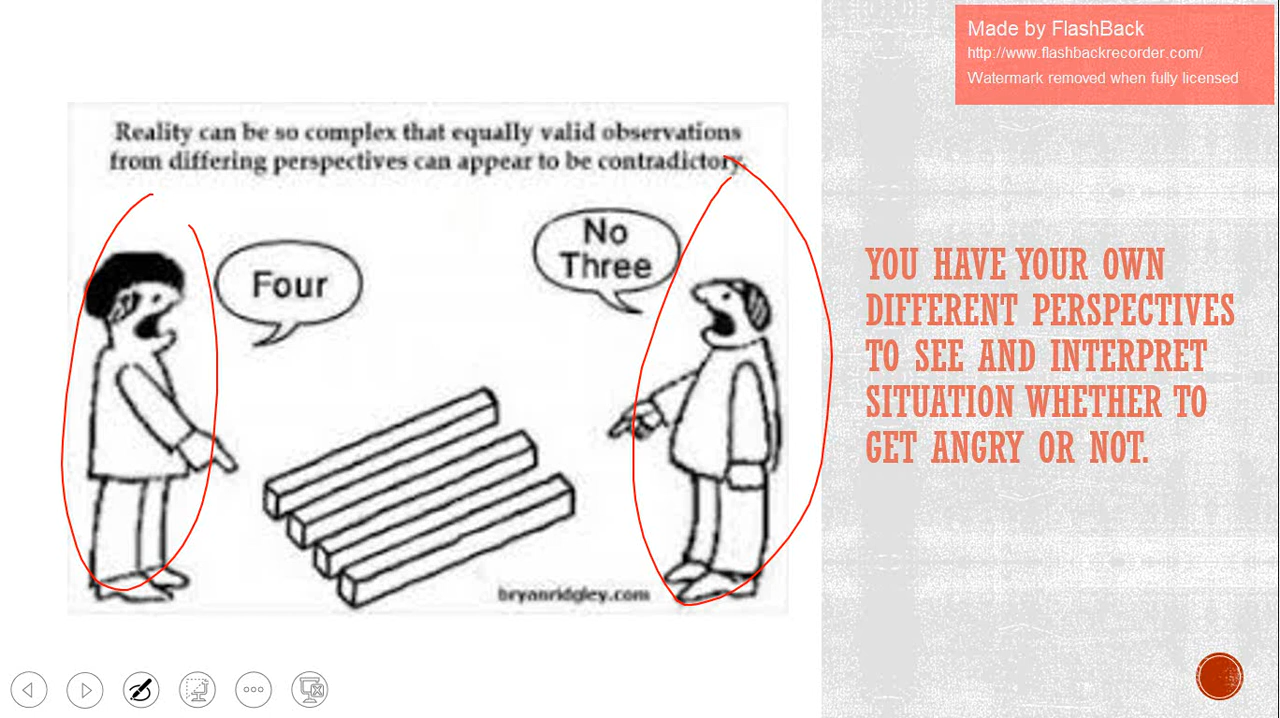 Made by FlashBack
http://www.flashbackrecorder.com/
Watermark removed when fully licensed
Reality can be so complex that equally valid observations
from differing perspectives can appear to be contradictory.
Four
No
Three
bryanridgley.com
YOU HAVE YOUR OWN
DIFFERENT PERSPECTIVES
TO SEE AND INTERPRET
SITUATION WHETHER TO
GET ANGRY OR NOT.